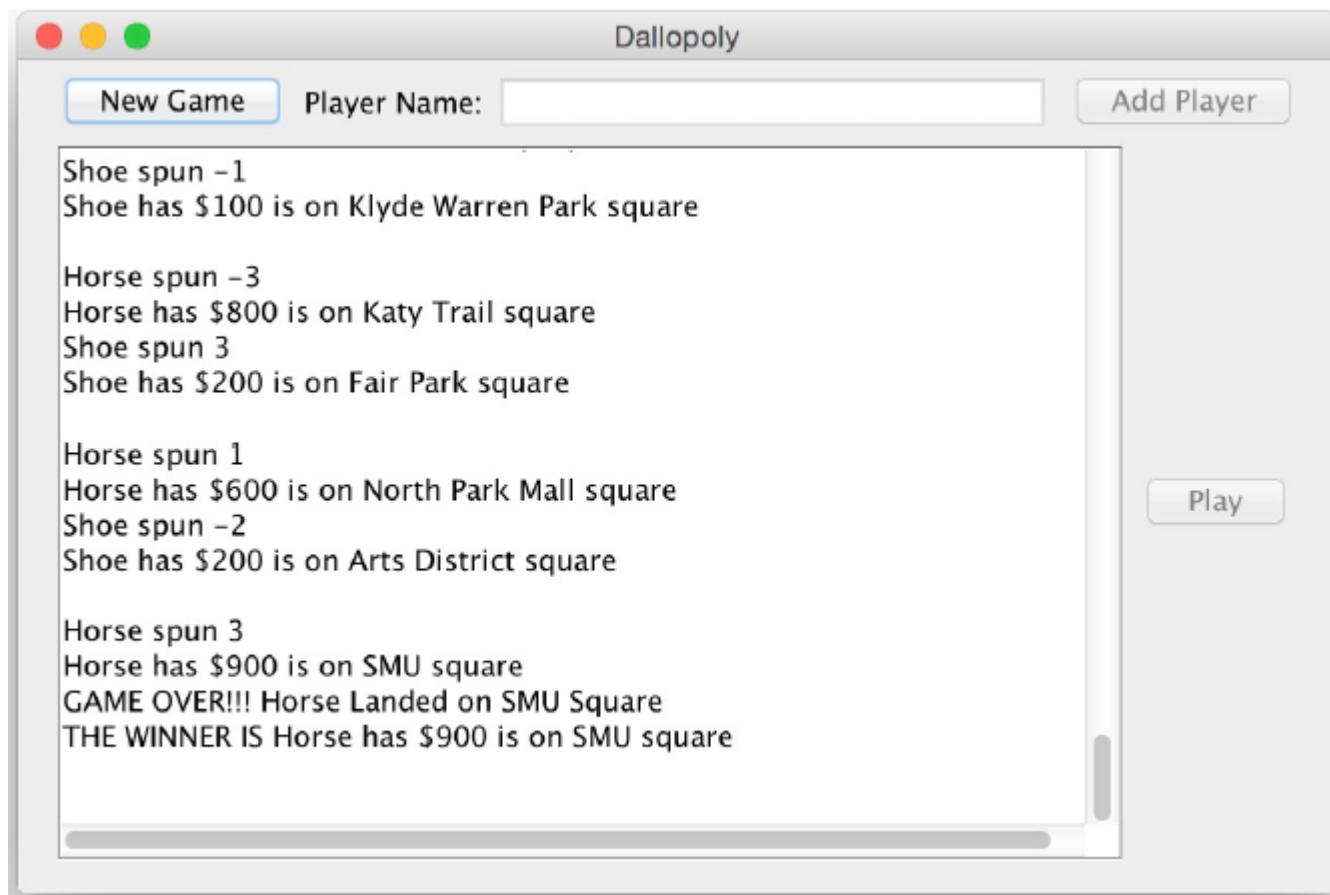 Dallopoly
New Game Player Name: Add Player
Shoe spun -1
Shoe has $100 is on Klyde Warren Park square
Horse spun -3
Horse has $800 is on Katy Trail square
Shoe spun 3
Shoe has $200 is on Fair Park square
Horse spun 1
Horse has $600 is on North Park Mall square
Shoe spun -2
Shoe has $200 is on Arts District square
Horse spun 3
Horse has $900 is on SMU square
GAME OVER!!! Horse Landed on SMU Square
THE WINNER IS Horse has $900 is on SMU square
Play